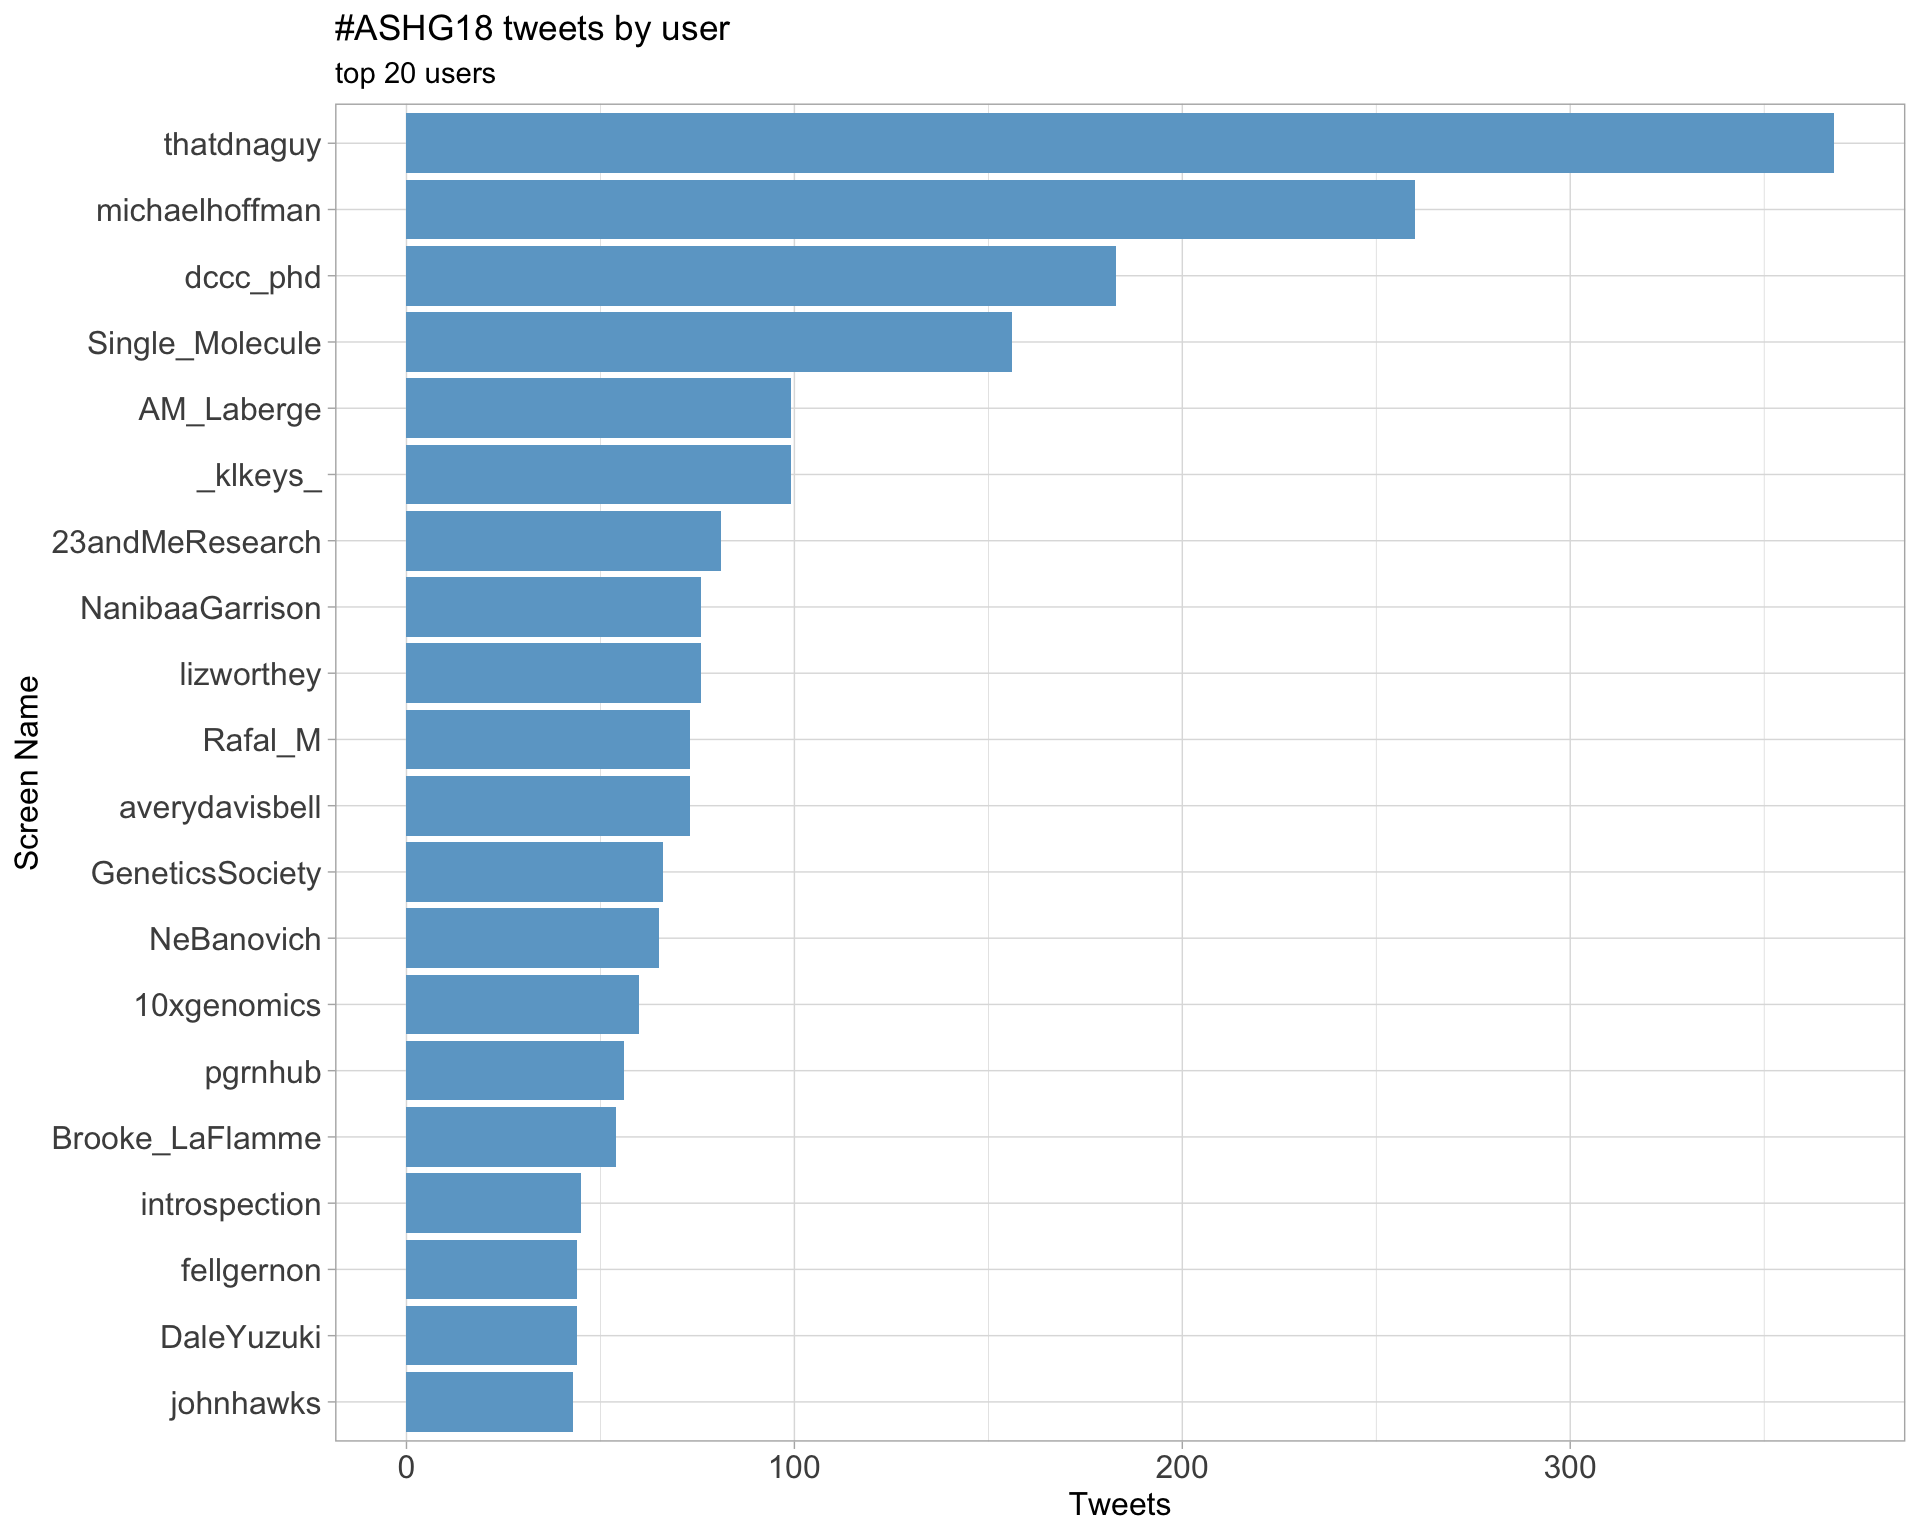 #ASHG18 tweets by user
top 20 users
Screen Name
thatdnaguy
michaelhoffman
dccc_phd
Single_Molecule
AM_Laberge
_klkeys_
23andMeResearch
NanibaaGarrison
lizworthey
Rafal_M
averydavisbell
GeneticsSociety
NeBanovich
10xgenomics
pgrnhub
Brooke_LaFlamme
introspection
fellgernon
DaleYuzuki
johnhawks
0 100 200 300
Tweets